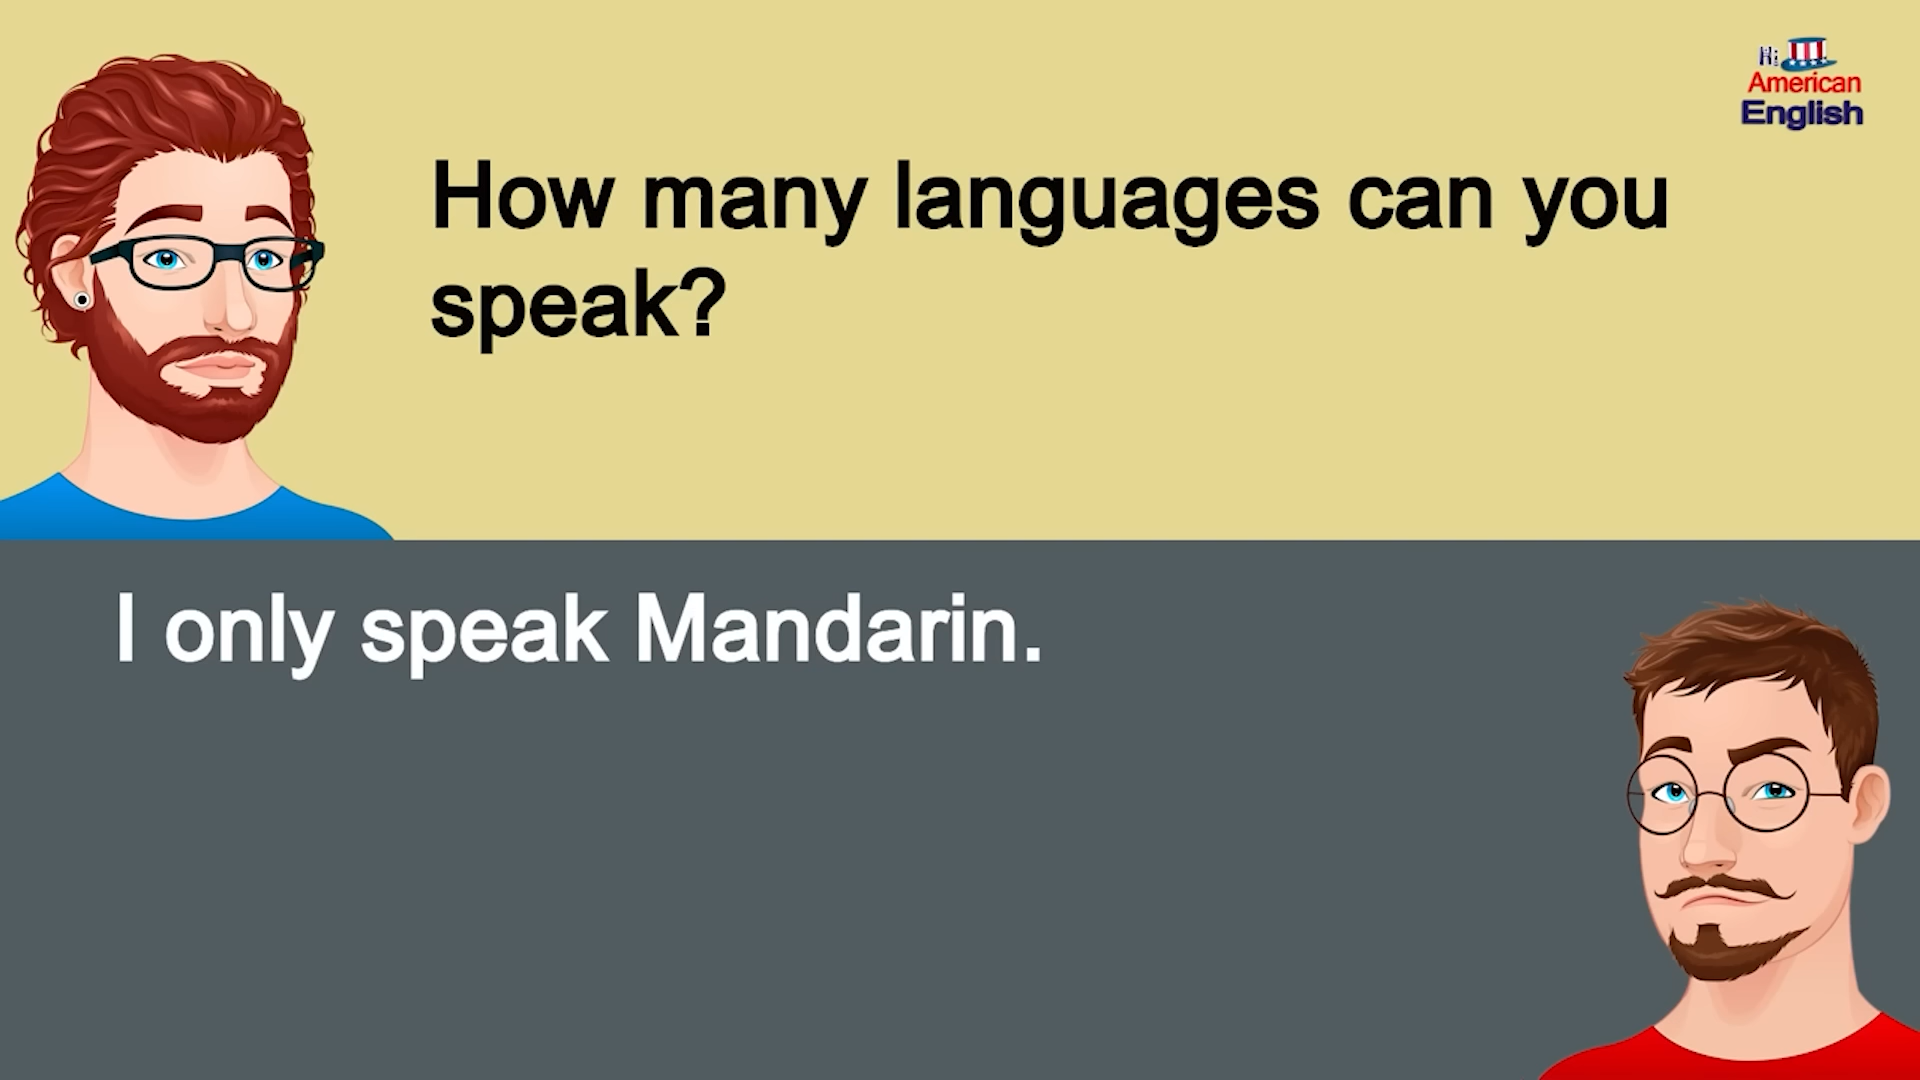 Hi
American
English
How many languages can you
speak?
I only speak Mandarin.